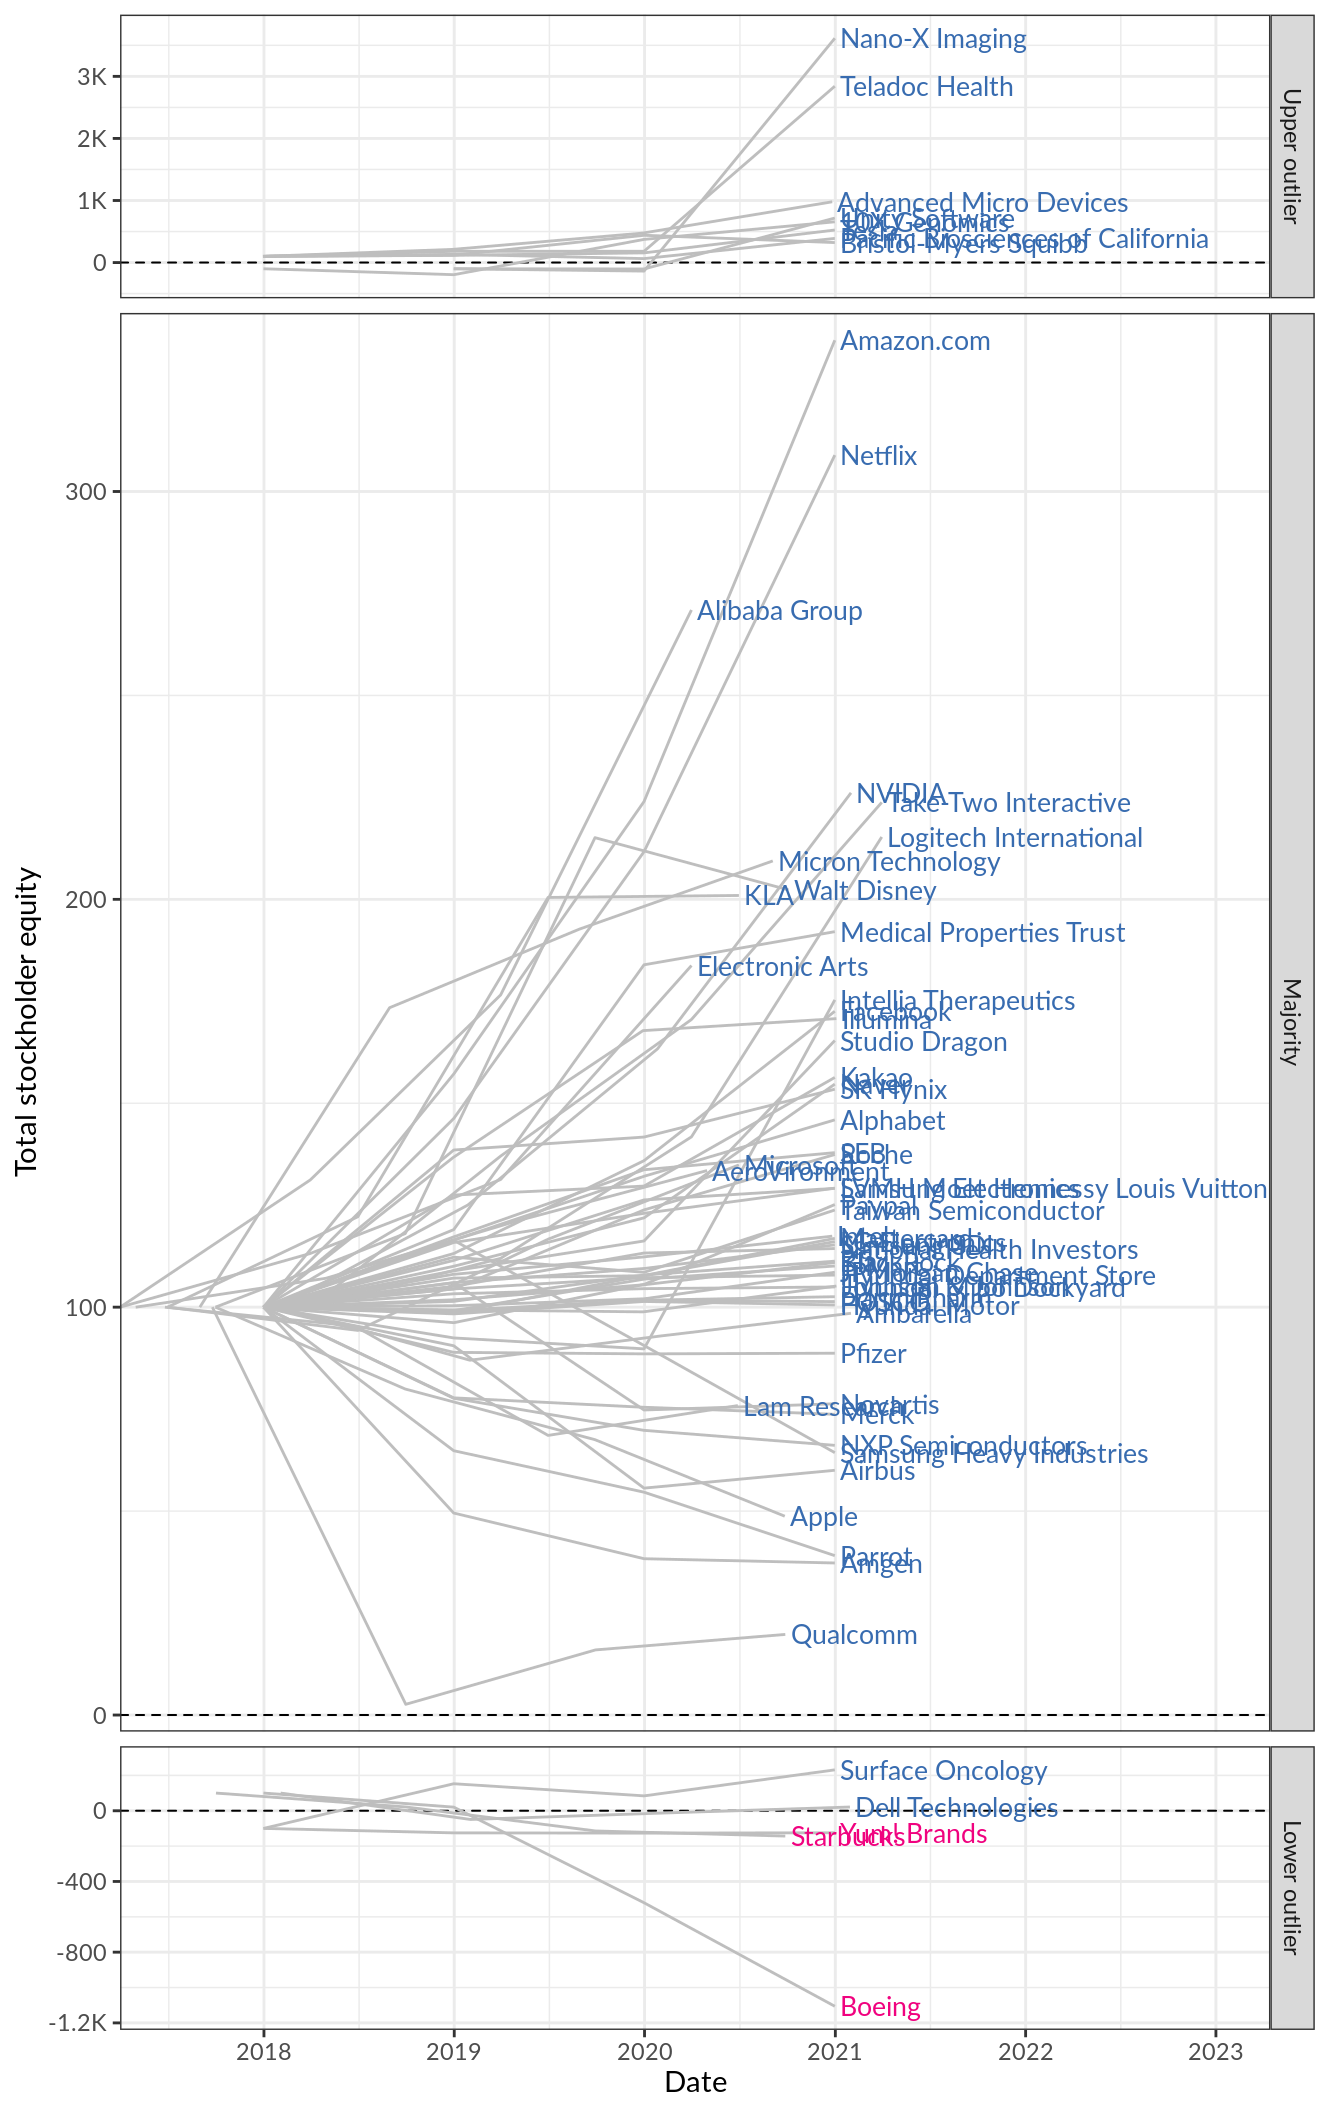 Nano-X Imaging
3K
Teladoc Health
2K
1K
Advanced Micro Devices
Unity Software
10X Genomics
Tesla
Pacific Biosciences of California
Bristol-Myers Squibb
0
Upper outlier
Amazon.com
Netflix
300
Alibaba Group
NVIDIA
Take-Two Interactive
Logitech International
Micron Technology
KLA
Walt Disney
200
Medical Properties Trust
Electronic Arts
Intellia Therapeutics
Facebook
Illumina
Studio Dragon
Kakao
Naver
SK Hynix
Alphabet
SEB
Roche
Microsoft
AeroVironment
Samsung Electronics
LVMH Moet Hennessy Louis Vuitton
Paypal
Taiwan Semiconductor
Intel
Mastercard
National Health Investors
BlackRock
JPMorgan Chase
Hyundai Department Store
Johnson & Johnson
Hyundai Mipo Dockyard
Hyundai Motor
Ambarella
100
Pfizer
Novartis
Lam Research
Merck
NXP Semiconductors
Samsung Heavy Industries
Airbus
Apple
Parrot
Amgen
Qualcomm
0
Majority
Total stockholder equity
Surface Oncology
Dell Technologies
0
Yum! Brands
Starbucks
-400
-800
Boeing
-1.2K
Lower outlier
2018 2019 2020 2021 2022 2023
Date